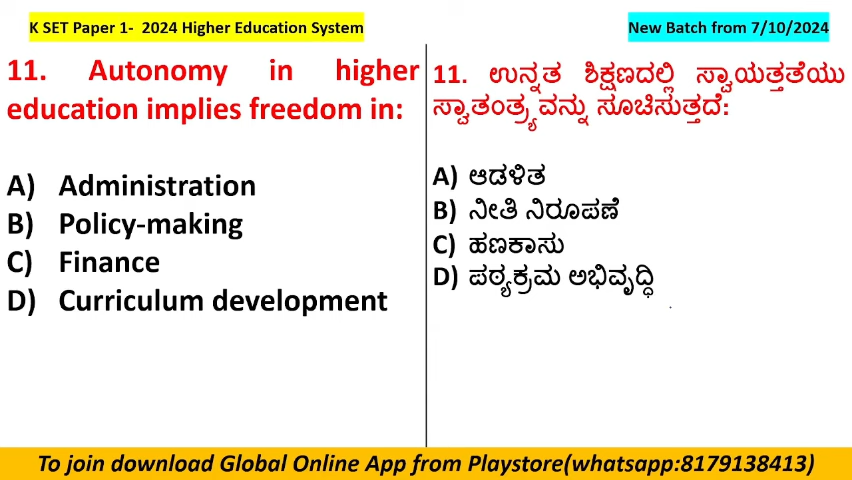 K SET Paper 1-  2024 Higher Education System
New Batch from 7/10/2024
11. Autonomy in higher
education implies freedom in:
A) Administration
B) Policy-making
C) Finance
D) Curriculum development
11. ಉನ್ನತ ಶಿಕ್ಷಣದಲ್ಲಿ ಸ್ವಾಯತ್ತತೆಯು
ಸ್ವಾತಂತ್ರ್ಯವನ್ನು ಸೂಚಿಸುತ್ತದೆ:
A) ಆಡಳಿತ
B) ನೀತಿ ನಿರೂಪಣೆ
C) ಹಣಕಾಸು
D) ಪಠ್ಯಕ್ರಮ ಅಭಿವೃದ್ಧಿ
To join download Global Online App from Playstore(whatsapp:8179138413)